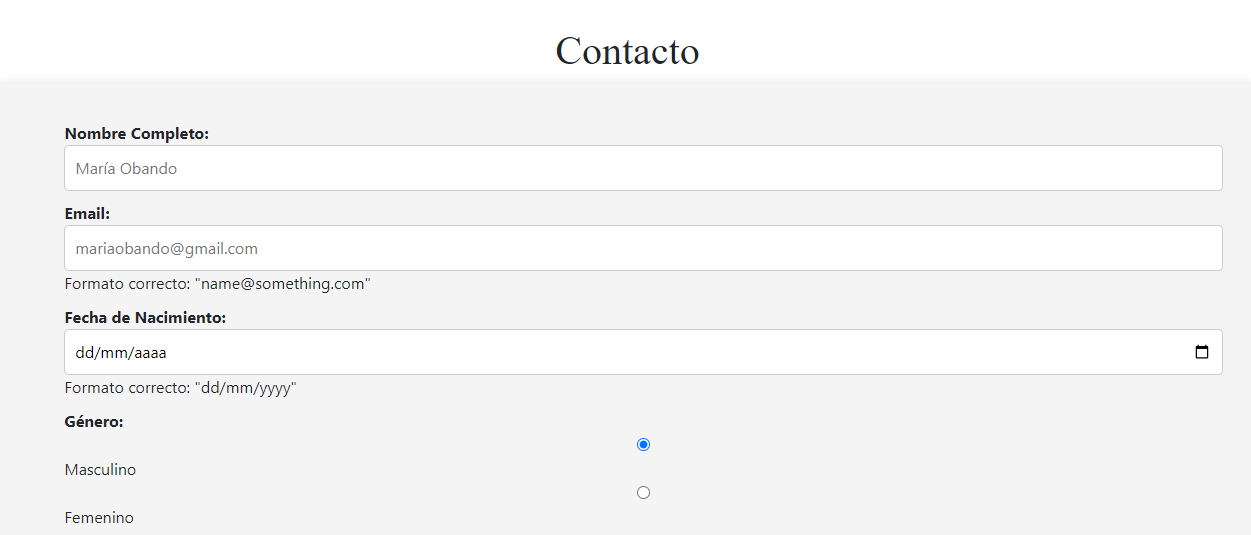 Contacto
Nombre Completo:
María Obando
Email:
mariaobando@gmail.com
Formato correcto: "name@something.com"
Fecha de Nacimiento:
dd/mm/aaaa
Formato correcto: "dd/mm/yyyy"
Género:
Masculino
Femenino